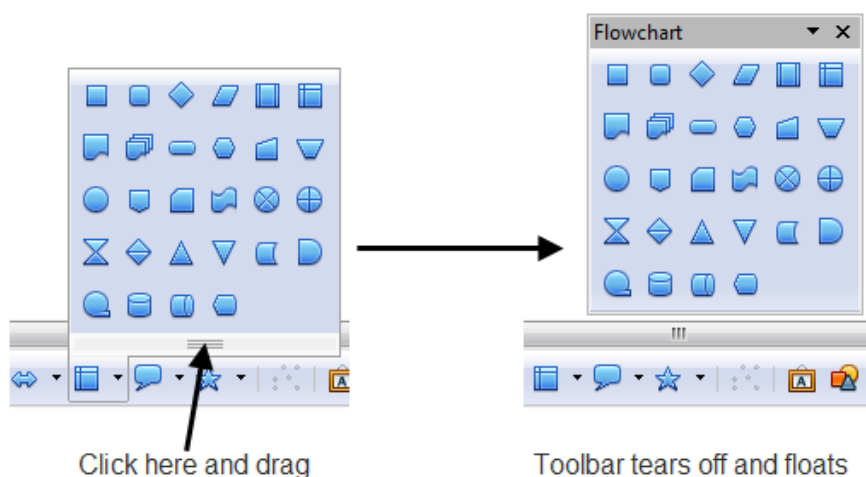 Flowchart
A
A
Click here and drag
Toolbar tears off and floats